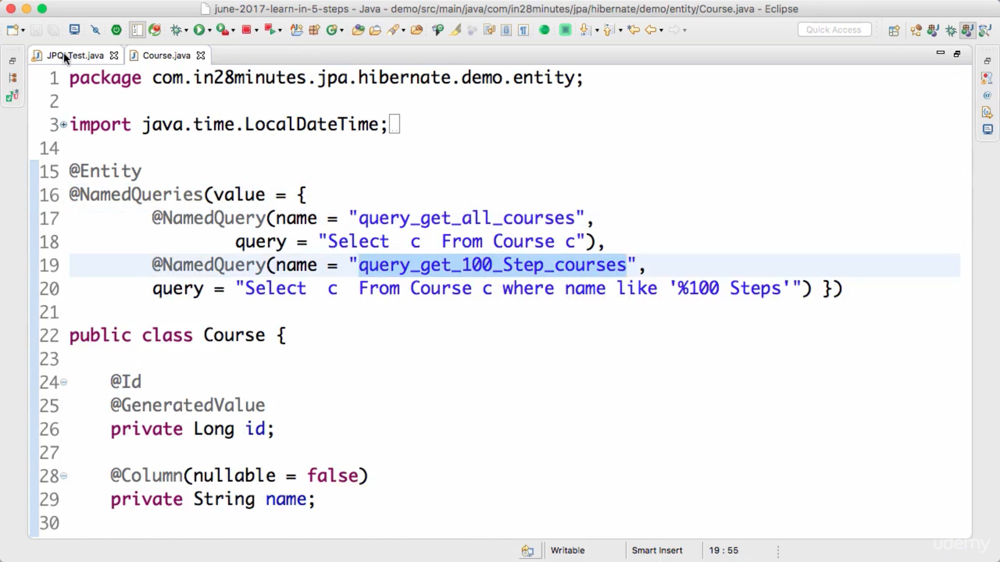 june-2017-learn-in-5-steps - Java - demo/src/main/java/com/in28minutes/jpa/hibernate/demo/entity/Course.java - Eclipse
Quick Access
Test.java Course.java
1 package com.in28minutes.jpa.hibernate.demo.entity;
2
3 import java.time.LocalDateTime;
14
15 @Entity
16 @NamedQueries(value = {
17 @NamedQuery(name = "query_get_all_courses",
18 query = "Select  c  From Course c"),
19 @NamedQuery(name = "query_get_100_Step_courses",
20 query = "Select  c  From Course c where name like '%100 Steps'") })
21
22 public class Course {
23
24 @Id
25 @GeneratedValue
26 private Long id;
27
28 @Column(nullable = false)
29 private String name;
30
Writable Smart Insert 19 : 55
udemy